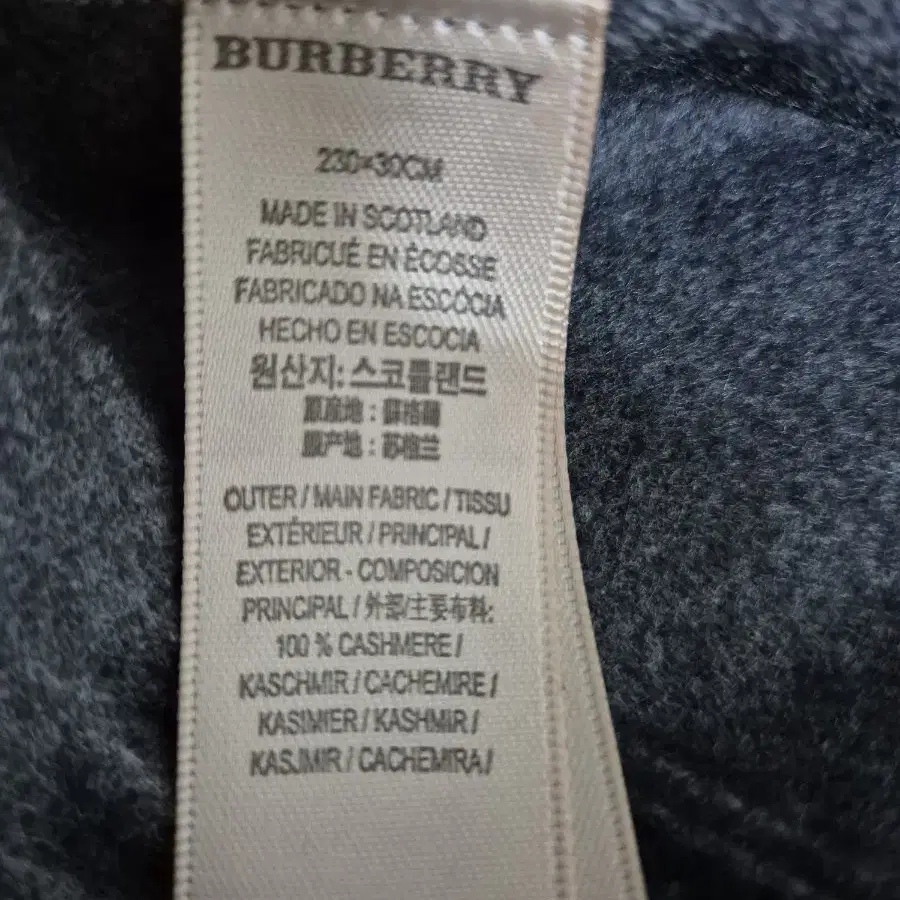 BURBERRY
230×30CM
MADE IN SCOTLAND
FABRICUÉ EN ÉCOSSE
FABRICADO NA ESCÓCIA
HECHO EN ESCOCIA
원산지: 스코틀랜드
原産地：蘇格蘭
原产地：苏格兰
OUTER / MAIN FABRIC / TISSU
EXTÉRIEUR / PRINCIPAL /
EXTERIOR - COMPOSICION
PRINCIPAL / 外部/主要布料:
100 % CASHMERE /
KASCHMIR / CACHEMIRE /
KASIMIER / KASHMIR /
KASJMIR / CACHEMIRA /